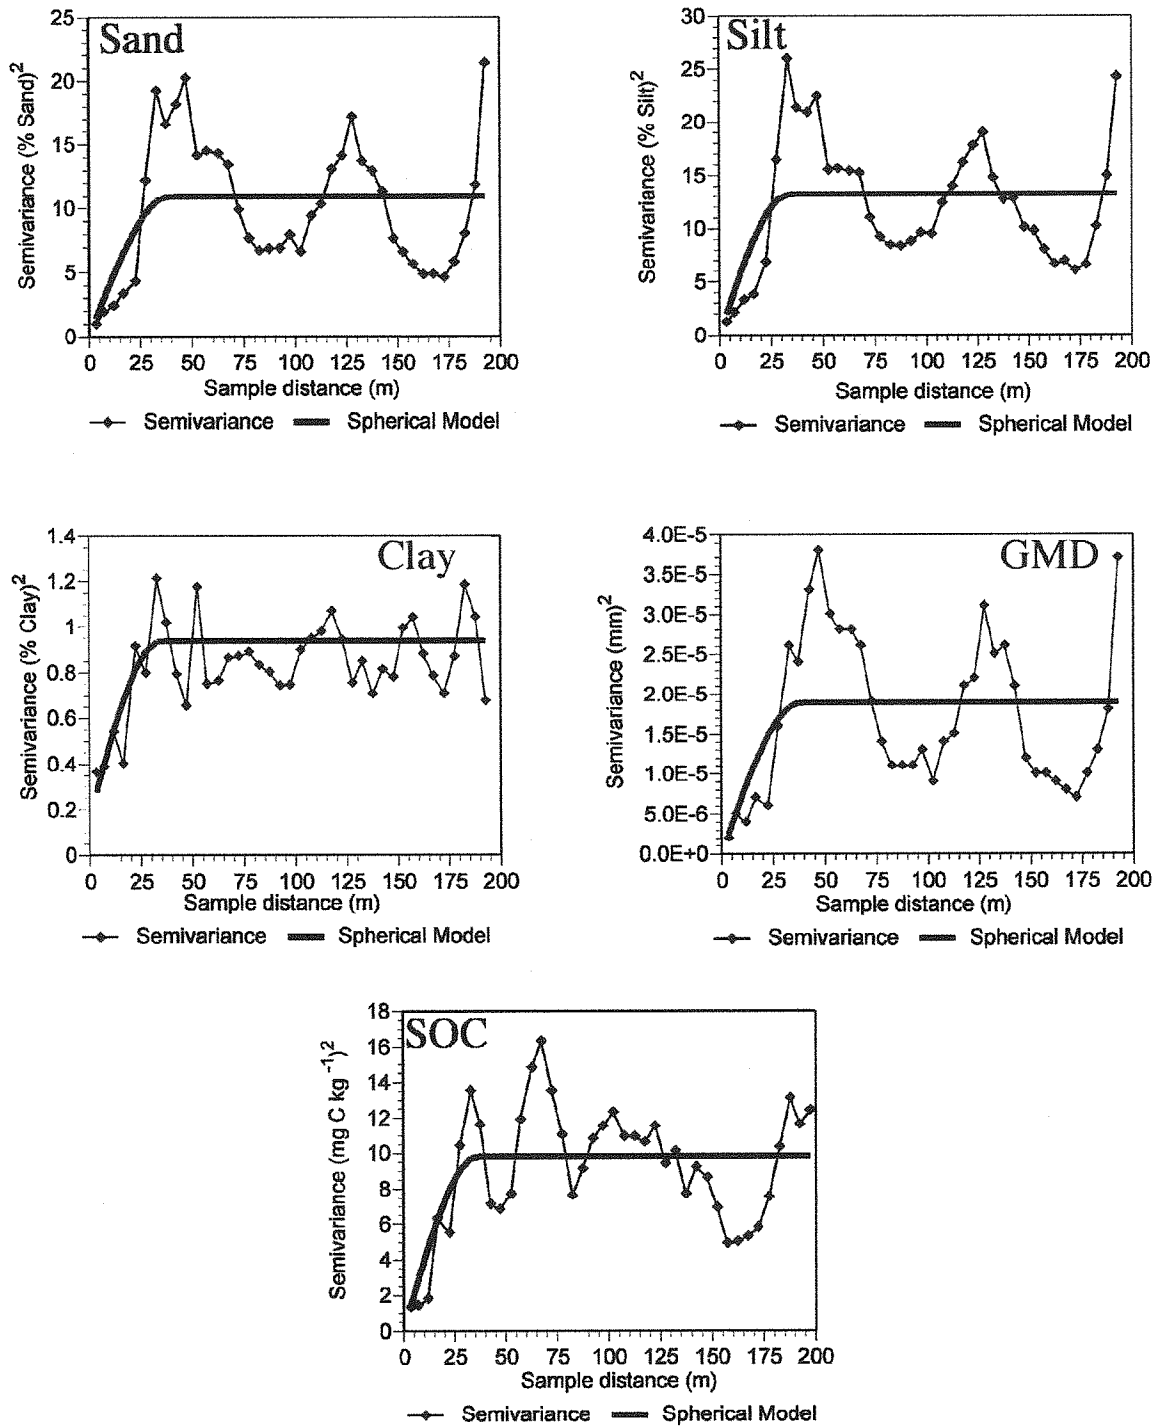 Sand
Semivariance (% Sand)²
25
20
15
10
5
0
0 25 50 75 100 125 150 175 200
Sample distance (m)
Semivariance Spherical Model
Silt
Semivariance (% Silt)²
30
25
20
15
10
5
0
0 25 50 75 100 125 150 175 200
Sample distance (m)
Semivariance Spherical Model
Clay
Semivariance (% Clay)²
1.4
1.2
1
0.8
0.6
0.4
0.2
0
0 25 50 75 100 125 150 175 200
Sample distance (m)
Semivariance Spherical Model
GMD
Semivariance (mm)²
4.0E-5
3.5E-5
3.0E-5
2.5E-5
2.0E-5
1.5E-5
1.0E-5
5.0E-6
0.0E+0
0 25 50 75 100 125 150 175 200
Sample distance (m)
Semivariance Spherical Model
SOC
Semivariance (mg C kg ⁻¹)²
18
16
14
12
10
8
6
4
2
0
0 25 50 75 100 125 150 175 200
Sample distance (m)
Semivariance Spherical Model